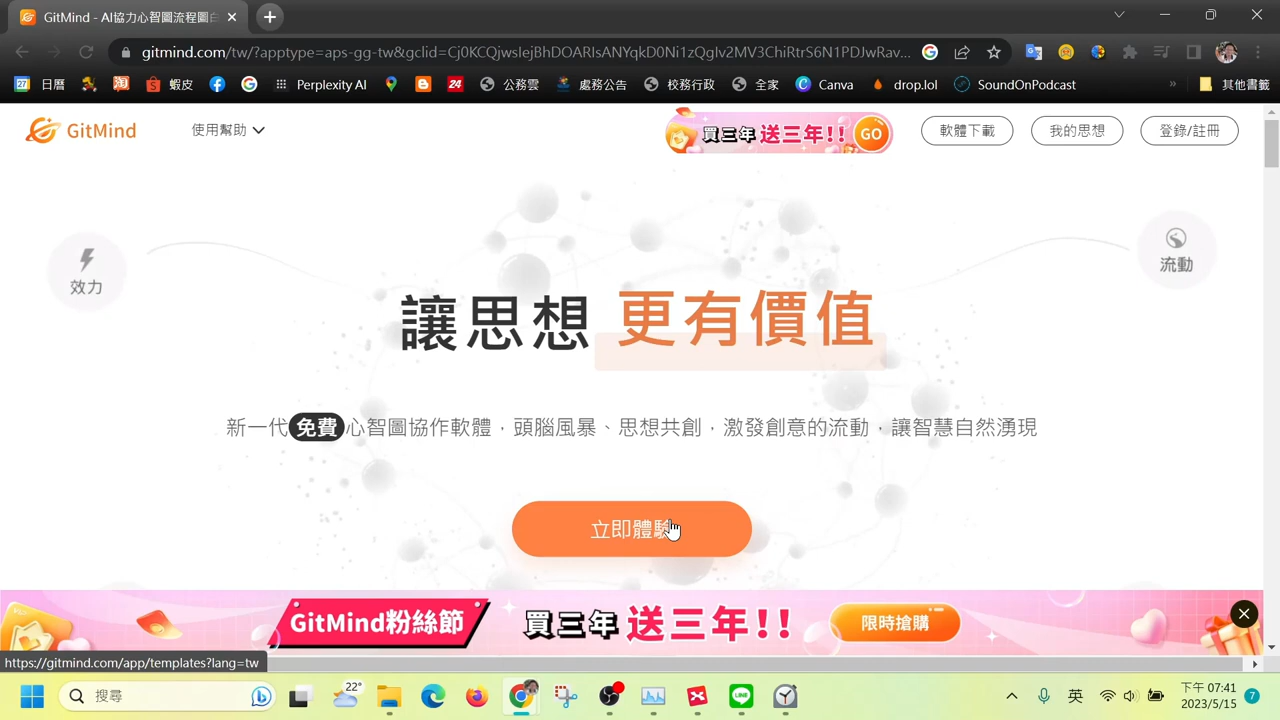 GitMind - AI協力心智圖流程圖白
gitmind.com/tw/?apptype=aps-gg-tw&gclid=Cj0KCQjwsIejBhDOARIsANYqkD0Ni1zQgIv2MV3ChiRtrS6N1PDJwRav...
27 日曆 淘 蝦皮 Perplexity AI 24 公務雲 處務公告 校務行政 全家 Canva drop.lol SoundOnPodcast » 其他書籤
GitMind 使用幫助 買三年 送三年!! GO 軟體下載 我的思想 登錄/註冊
效力 流動
讓思想 更有價值
新一代 免費 心智圖協作軟體，頭腦風暴、思想共創，激發創意的流動，讓智慧自然湧現
立即體驗
GitMind粉絲節 買三年 送三年!! 限時搶購
https://gitmind.com/app/templates?lang=tw
搜尋 22° LINE 英 下午 07:41
2023/5/15 7